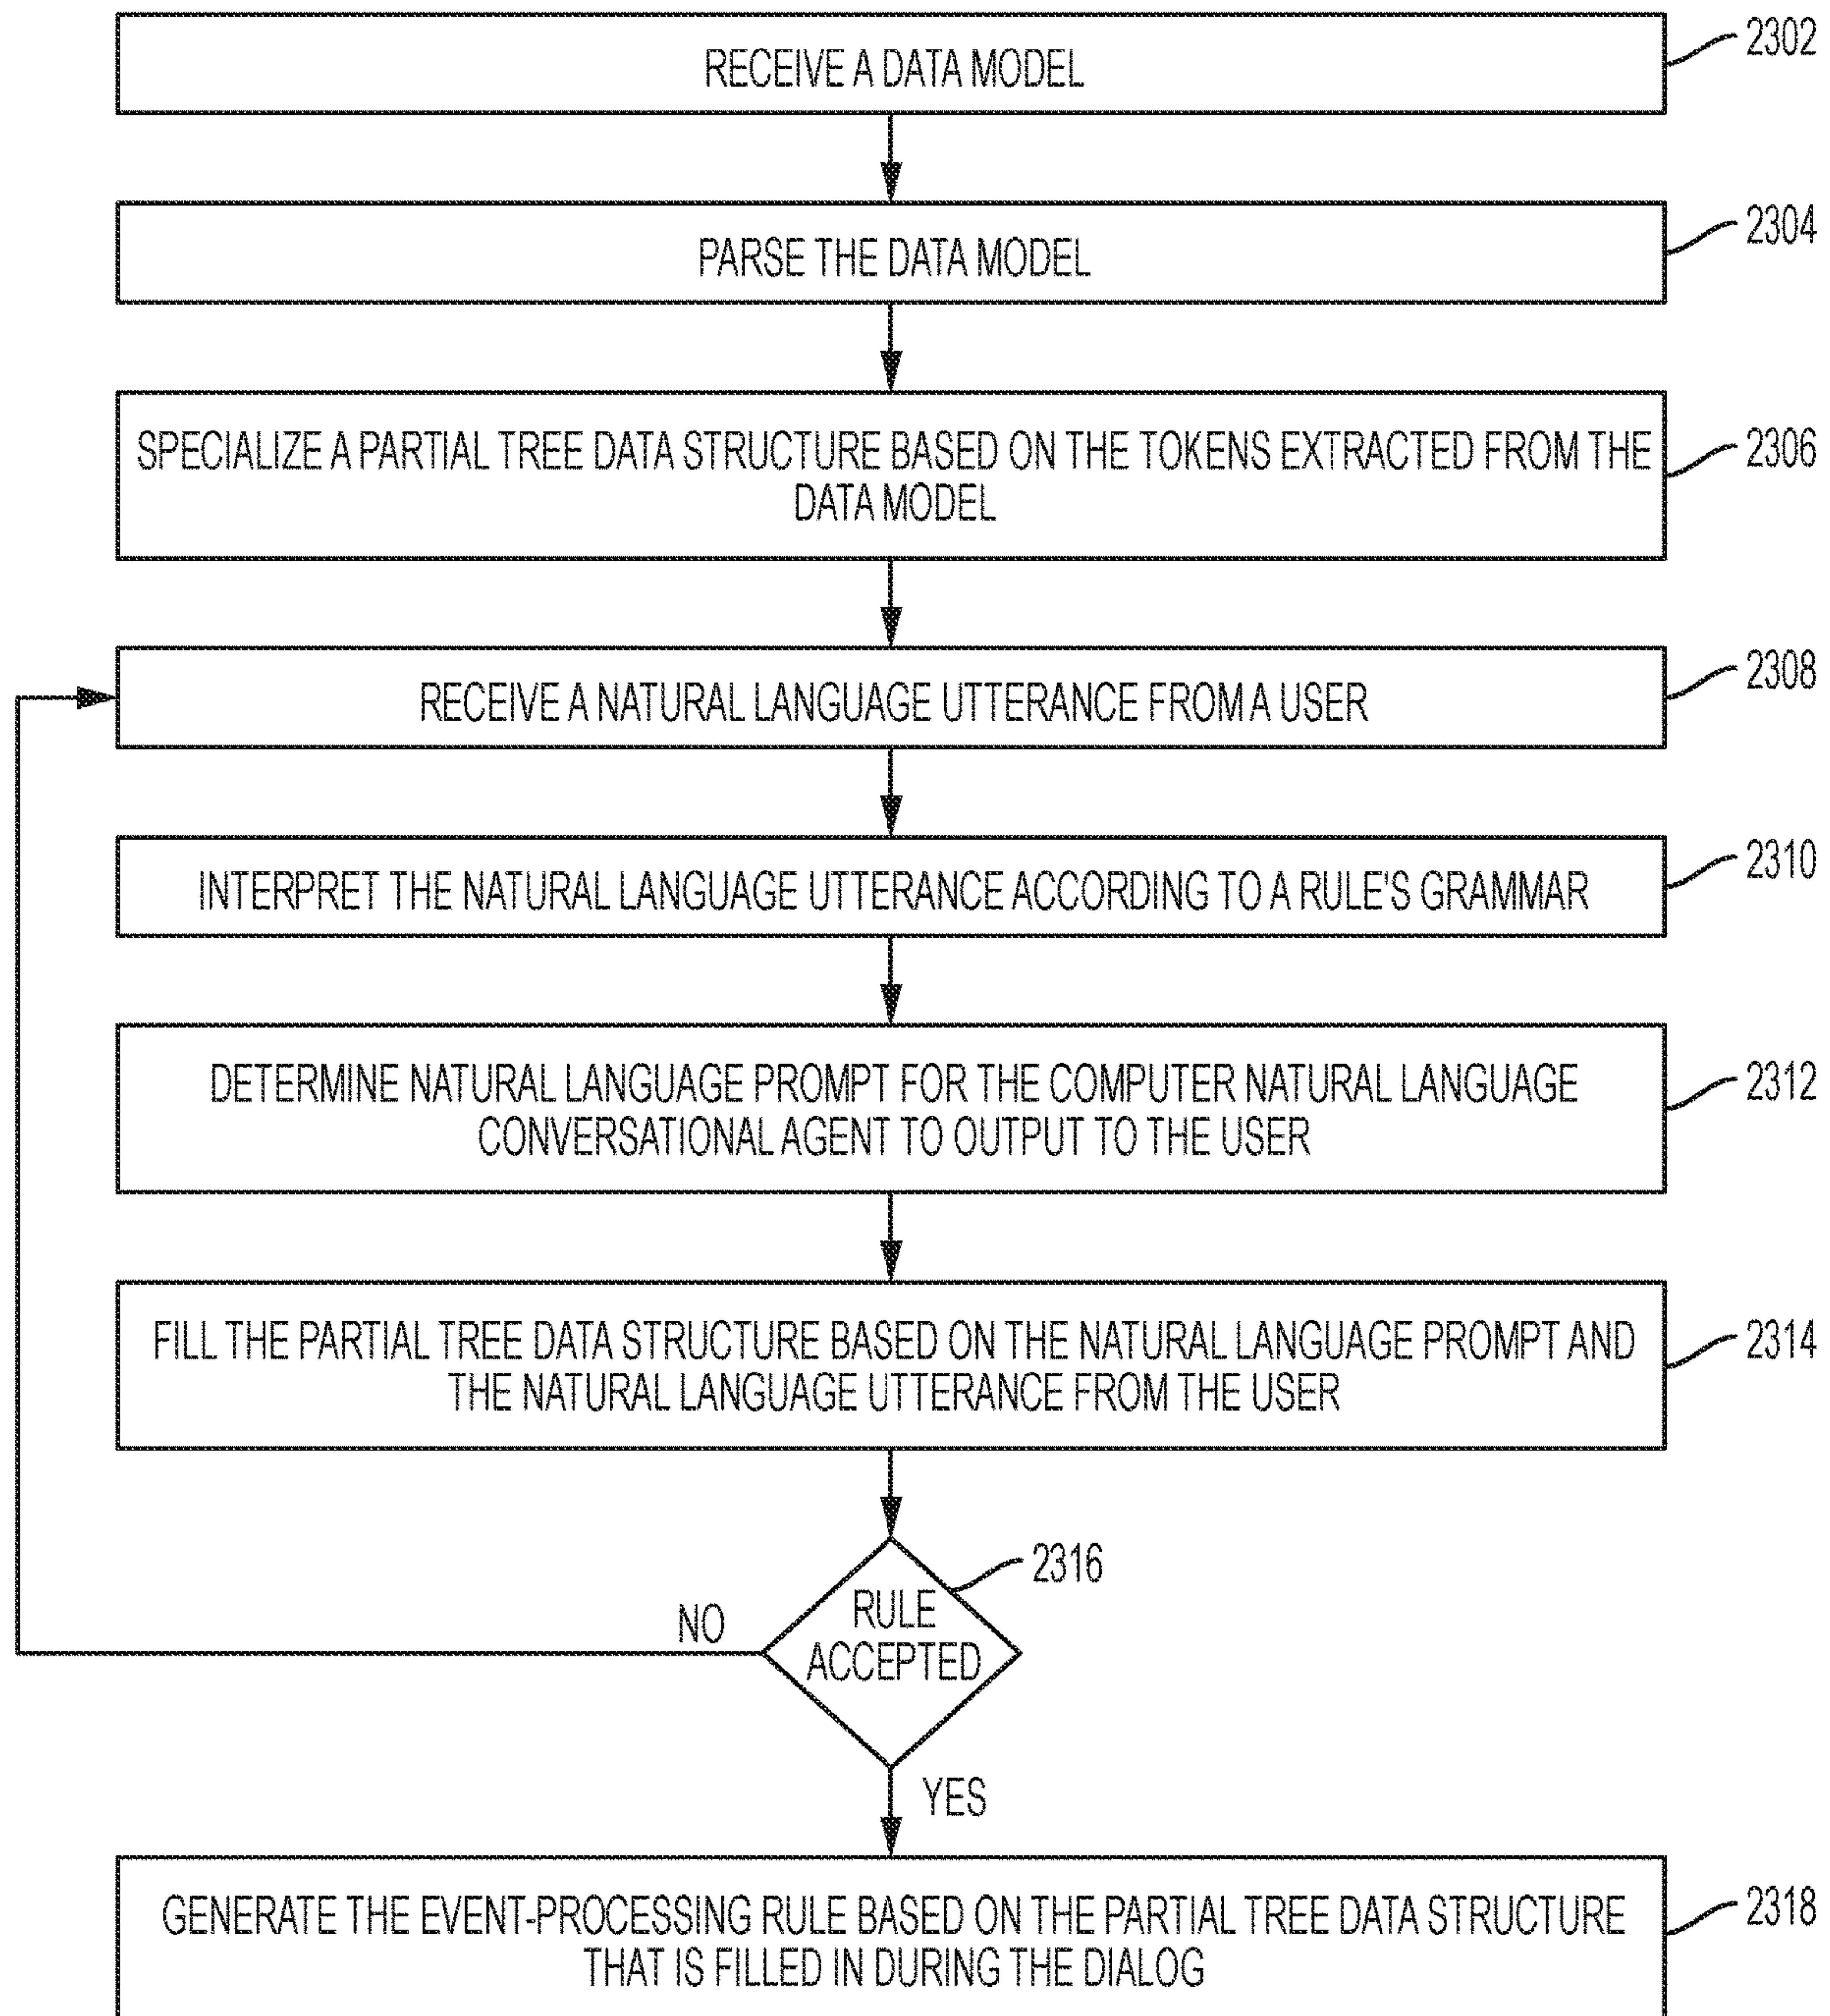 RECEIVE A DATA MODEL
2302
PARSE THE DATA MODEL
2304
SPECIALIZE A PARTIAL TREE DATA STRUCTURE BASED ON THE TOKENS EXTRACTED FROM THE
DATA MODEL
2306
RECEIVE A NATURAL LANGUAGE UTTERANCE FROM A USER
2308
INTERPRET THE NATURAL LANGUAGE UTTERANCE ACCORDING TO A RULE'S GRAMMAR
2310
DETERMINE NATURAL LANGUAGE PROMPT FOR THE COMPUTER NATURAL LANGUAGE
CONVERSATIONAL AGENT TO OUTPUT TO THE USER
2312
FILL THE PARTIAL TREE DATA STRUCTURE BASED ON THE NATURAL LANGUAGE PROMPT AND
THE NATURAL LANGUAGE UTTERANCE FROM THE USER
2314
RULE
ACCEPTED
2316
NO
YES
GENERATE THE EVENT-PROCESSING RULE BASED ON THE PARTIAL TREE DATA STRUCTURE
THAT IS FILLED IN DURING THE DIALOG
2318